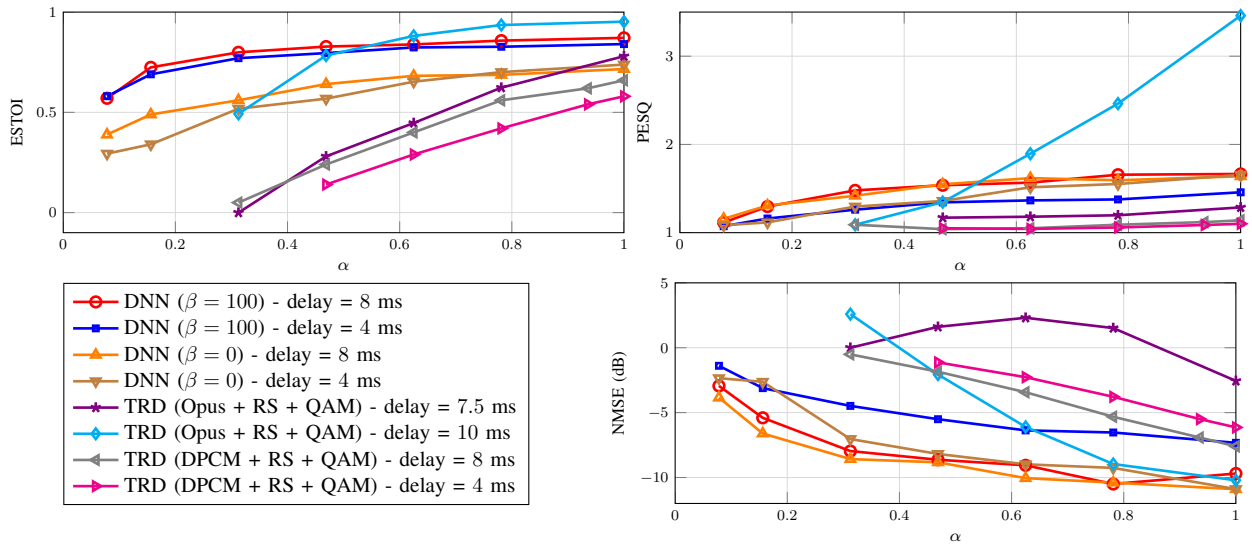 1
0.5
0
ESTOI
0 0.2 0.4 0.6 0.8 1
α
3
2
1
PESQ
0 0.2 0.4 0.6 0.8 1
α
DNN (β = 100) - delay = 8 ms
DNN (β = 100) - delay = 4 ms
DNN (β = 0) - delay = 8 ms
DNN (β = 0) - delay = 4 ms
TRD (Opus + RS + QAM) - delay = 7.5 ms
TRD (Opus + RS + QAM) - delay = 10 ms
TRD (DPCM + RS + QAM) - delay = 8 ms
TRD (DPCM + RS + QAM) - delay = 4 ms
5
0
−5
−10
NMSE (dB)
0 0.2 0.4 0.6 0.8 1
α